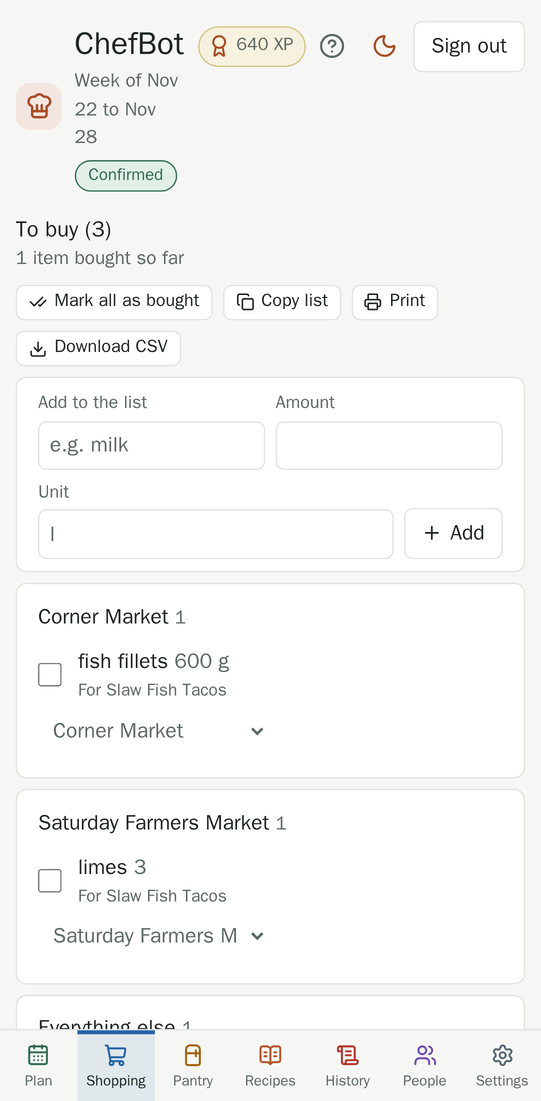 ChefBot
640 XP
Sign out
Week of Nov
22 to Nov
28
Confirmed
To buy (3)
1 item bought so far
Mark all as bought
Copy list
Print
Download CSV
Add to the list
Amount
e.g. milk
Unit
l
Add
Corner Market 1
fish fillets 600 g
For Slaw Fish Tacos
Corner Market
Saturday Farmers Market 1
limes 3
For Slaw Fish Tacos
Saturday Farmers M
Everything else 1
Plan
Shopping
Pantry
Recipes
History
People
Settings